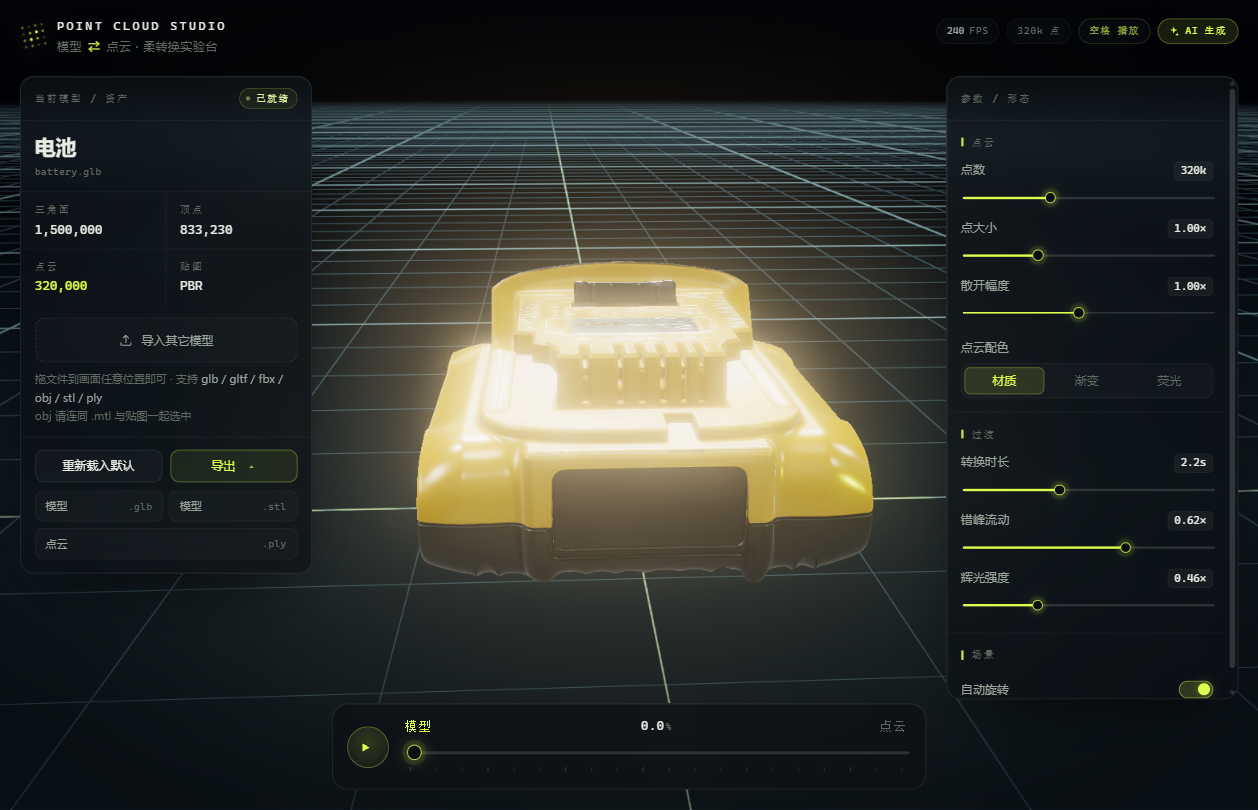 POINT CLOUD STUDIO
模型 ⇄ 点云 · 柔转换实验台
240 FPS
320k 点
空格 播放
AI 生成
当前模型 / 资产
已就绪
电池
battery.glb
三角面
顶点
1,500,000
833,230
点云
贴图
320,000
PBR
导入其它模型
拖文件到画面任意位置即可 · 支持 glb / gltf / fbx /
obj / stl / ply
obj 请连同 .mtl 与贴图一起选中
重新载入默认
导出
模型 .glb
模型 .stl
点云 .ply
参数 / 形态
点云
点数 320k
点大小 1.00×
散开幅度 1.00×
点云配色
材质 渐变 荧光
过渡
转换时长 2.2s
错峰流动 0.62×
辉光强度 0.46×
场景
自动旋转
模型 0.0% 点云